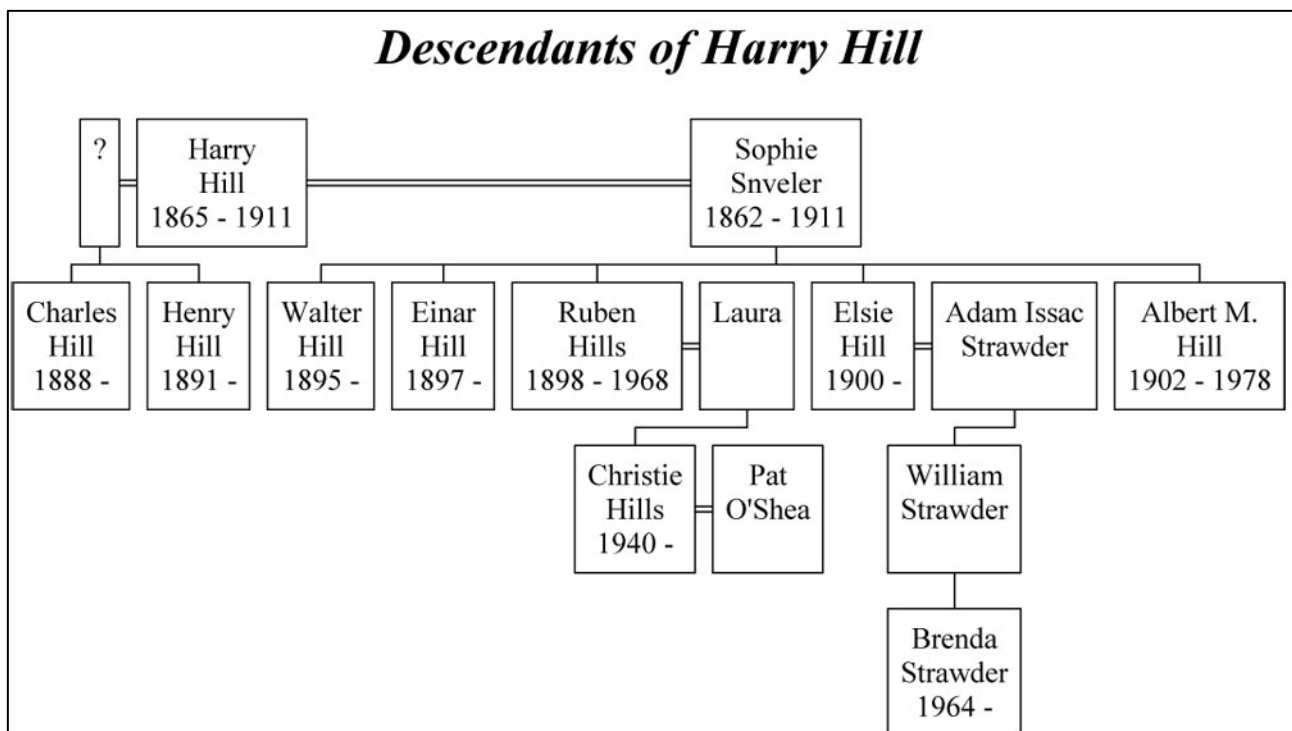 Descendants of Harry Hill
?
Harry
Hill
1865 - 1911
Sophie
Snveler
1862 - 1911
Charles
Hill
1888 -
Henry
Hill
1891 -
Walter
Hill
1895 -
Einar
Hill
1897 -
Ruben
Hills
1898 - 1968
Laura
Elsie
Hill
1900 -
Adam Issac
Strawder
Albert M.
Hill
1902 - 1978
Christie
Hills
1940 -
Pat
O'Shea
William
Strawder
Brenda
Strawder
1964 -